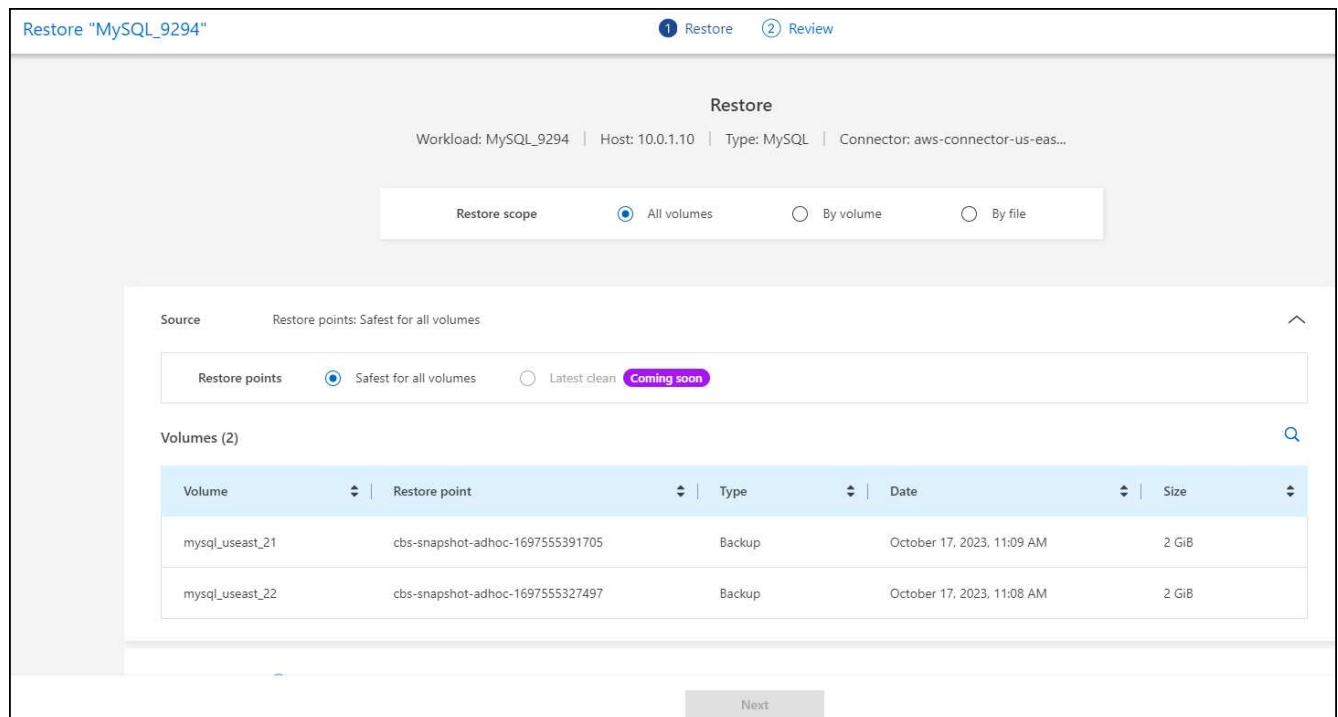 Restore "MySQL_9294" 1 Restore 2 Review
Restore
Workload: MySQL_9294 | Host: 10.0.1.10 | Type: MySQL | Connector: aws-connector-us-eas...
Restore scope All volumes By volume By file
Source Restore points: Safest for all volumes
Restore points Safest for all volumes Latest clean Coming soon
Volumes (2)
Volume Restore point Type Date Size
mysql_useast_21 cbs-snapshot-adhoc-1697555391705 Backup October 17, 2023, 11:09 AM 2 GiB
mysql_useast_22 cbs-snapshot-adhoc-1697555327497 Backup October 17, 2023, 11:08 AM 2 GiB
Next